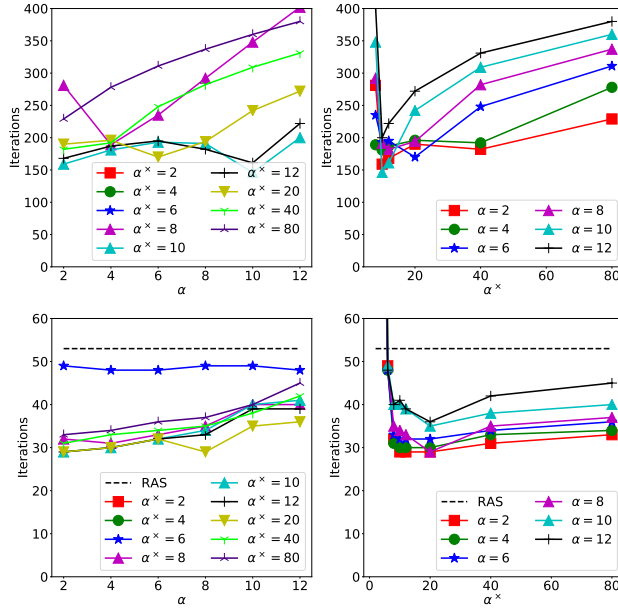 400
350
300
250
200
150
100
50
0
Iterations
2 4 6 8 10 12
α
α× = 2
α× = 4
α× = 6
α× = 8
α× = 10
α× = 12
α× = 20
α× = 40
α× = 80
400
350
300
250
200
150
100
50
0
Iterations
20 40 60 80
α×
α = 2
α = 4
α = 6
α = 8
α = 10
α = 12
60
50
40
30
20
10
0
Iterations
2 4 6 8 10 12
α
RAS
α× = 2
α× = 4
α× = 6
α× = 8
α× = 10
α× = 12
α× = 20
α× = 40
α× = 80
60
50
40
30
20
10
0
Iterations
0 20 40 60 80
α×
RAS
α = 2
α = 4
α = 6
α = 8
α = 10
α = 12